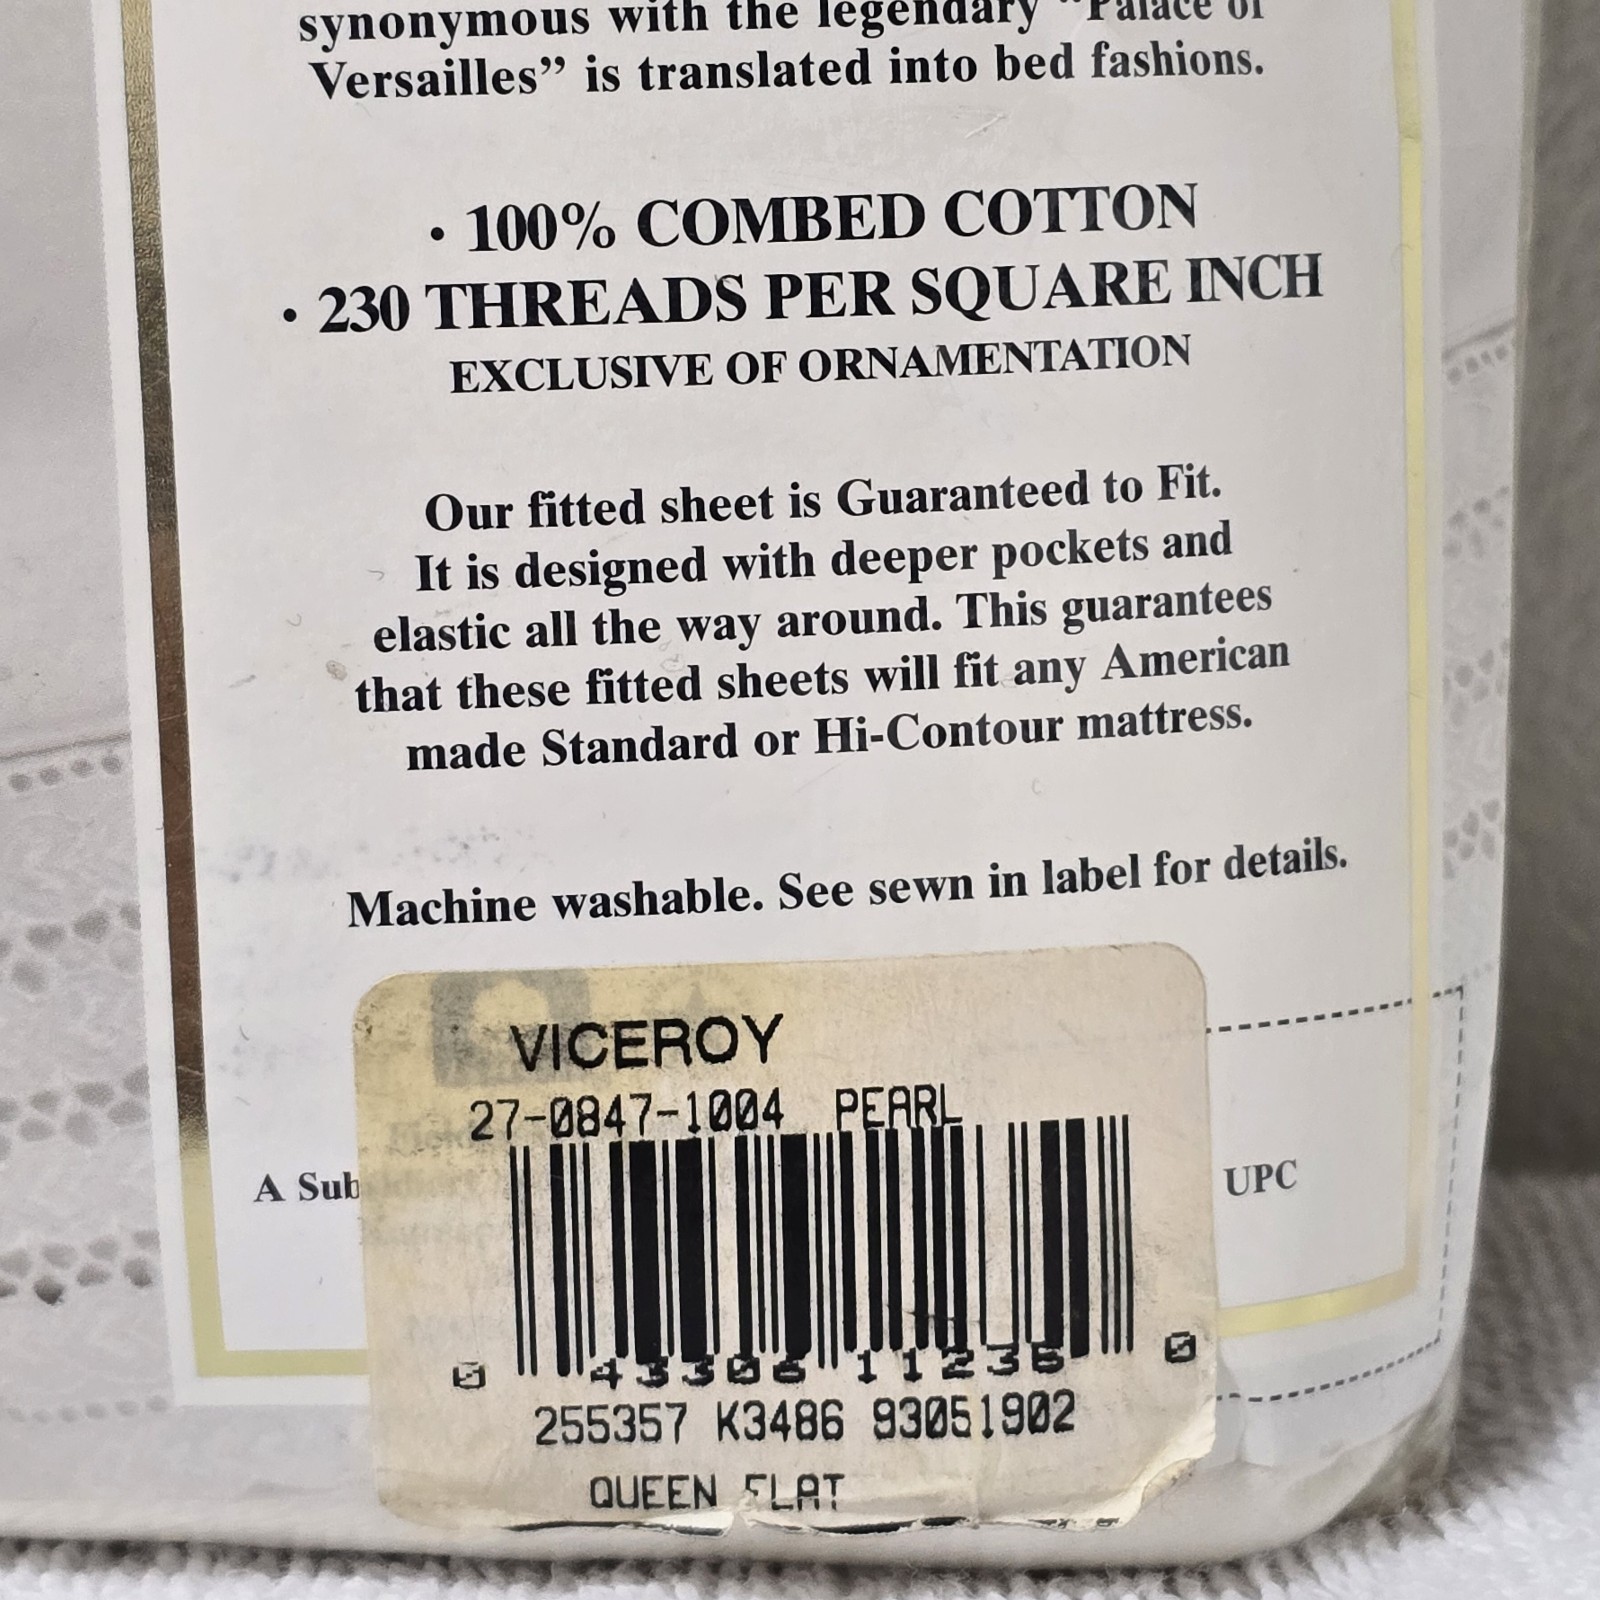 synonymous with the legendary "Palace of
Versailles” is translated into bed fashions.
• 100% COMBED COTTON
• 230 THREADS PER SQUARE INCH
EXCLUSIVE OF ORNAMENTATION
Our fitted sheet is Guaranteed to Fit.
It is designed with deeper pockets and
elastic all the way around. This guarantees
that these fitted sheets will fit any American
made Standard or Hi-Contour mattress.
Machine washable. See sewn in label for details.
VICEROY
27-0847-1004 PEARL
A Sub
UPC
0 43306 11236 0
255357 K3486 93051902
QUEEN FLAT